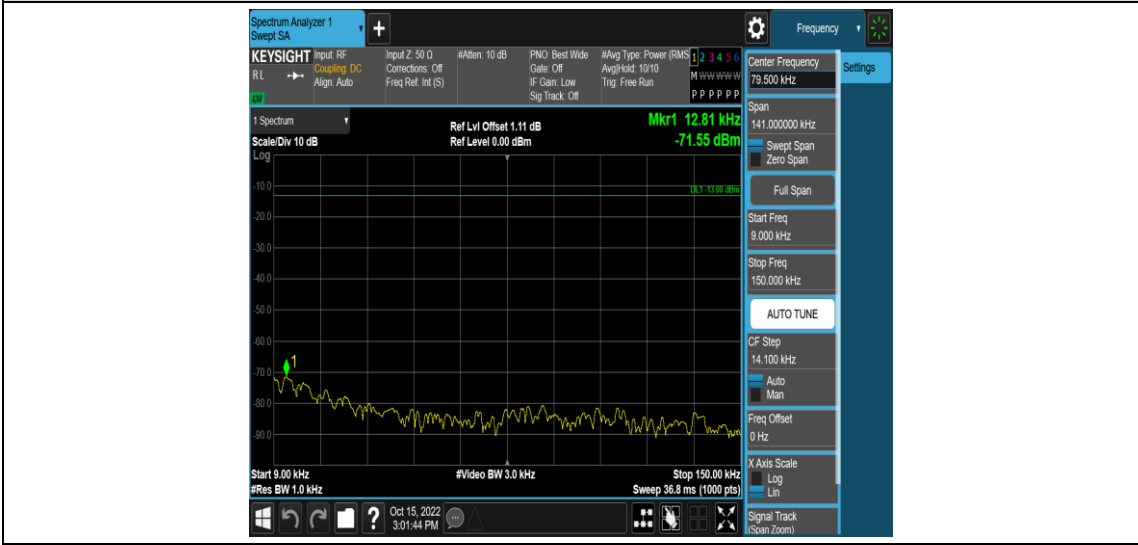 Spectrum Analyzer 1
Swept SA
Frequency
KEYSIGHT
RL
Input: RF
Coupling: DC
Align: Auto
Input Z: 50 Ω
Corrections: Off
Freq Ref: Int (S)
#Atten: 10 dB
PNO: Best Wide
Gate: Off
IF Gain: Low
Sig Track: Off
#Avg Type: Power (RMS
Avg|Hold: 10/10
Trig: Free Run
1 2 3 4 5 6
M W W W W W
P P P P P P
1 Spectrum
Scale/Div 10 dB
Log
Ref Lvl Offset 1.11 dB
Ref Level 0.00 dBm
Mkr1 12.81 kHz
-71.55 dBm
DL1 -13.00 dBm
-10.0
-20.0
-30.0
-40.0
-50.0
-60.0
-70.0
-80.0
-90.0
1
Start 9.00 kHz
#Res BW 1.0 kHz
#Video BW 3.0 kHz
Stop 150.00 kHz
Sweep 36.8 ms (1000 pts)
?
Oct 15, 2022
3:01:44 PM
Center Frequency
79.500 kHz
Settings
Span
141.000000 kHz
Swept Span
Zero Span
Full Span
Start Freq
9.000 kHz
Stop Freq
150.000 kHz
AUTO TUNE
CF Step
14.100 kHz
Auto
Man
Freq Offset
0 Hz
X Axis Scale
Log
Lin
Signal Track
(Span Zoom)